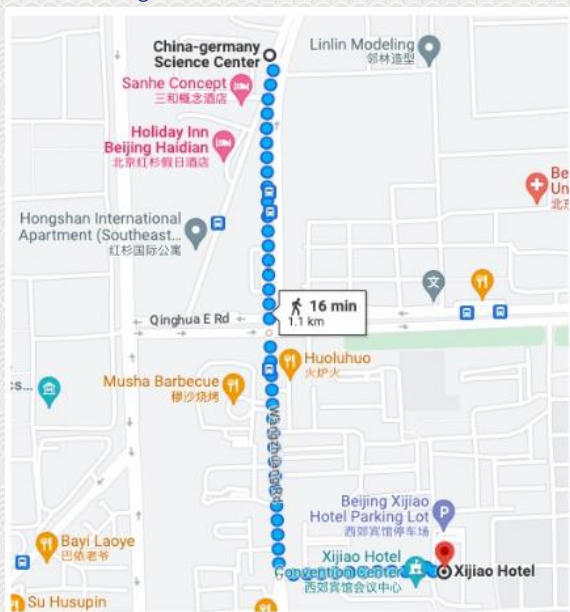 China-germany
Science Center
Linlin Modeling
邻林造型
Sanhe Concept
三和概念酒店
Holiday Inn
Beijing Haidian
北京红杉假日酒店
Be
Un
北
Hongshan International
Apartment (Southeast...
红杉国际公寓
文
16 min
1.1 km
Qinghua E Rd
Huoluhuo
火炉火
:s...
Musha Barbecue
穆沙烧烤
Wangzhuang Rd
Beijing Xijiao
Hotel Parking Lot
西郊宾馆停车场
P
Bayi Laoye
巴依老爷
Xijiao Hotel
Convention Center
西郊宾馆会议中心
Xijiao Hotel
Su Husupin